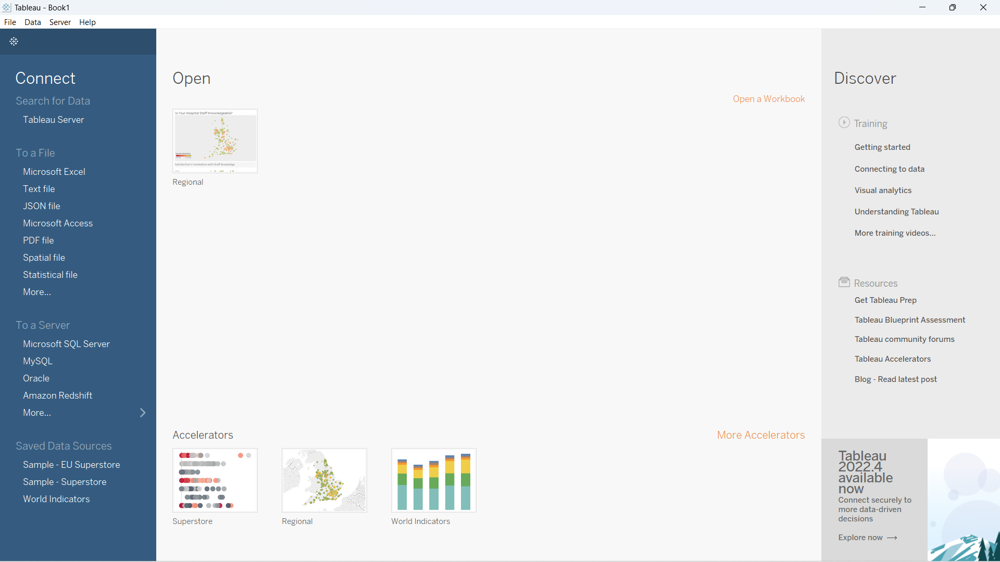 Tableau - Book1
File Data Server Help
Connect
Search for Data
Tableau Server
To a File
Microsoft Excel
Text file
JSON file
Microsoft Access
PDF file
Spatial file
Statistical file
More...
To a Server
Microsoft SQL Server
MySQL
Oracle
Amazon Redshift
More...
Saved Data Sources
Sample - EU Superstore
Sample - Superstore
World Indicators
Open
Open a Workbook
Is Your Hospital Staff Knowledgeable?
Satisfaction's Correlation with Staff Knowledge
Regional
Accelerators
More Accelerators
Superstore
Regional
World Indicators
Discover
Training
Getting started
Connecting to data
Visual analytics
Understanding Tableau
More training videos...
Resources
Get Tableau Prep
Tableau Blueprint Assessment
Tableau community forums
Tableau Accelerators
Blog - Read latest post
Tableau
2022.4
available
now
Connect securely to
more data-driven
decisions
Explore now